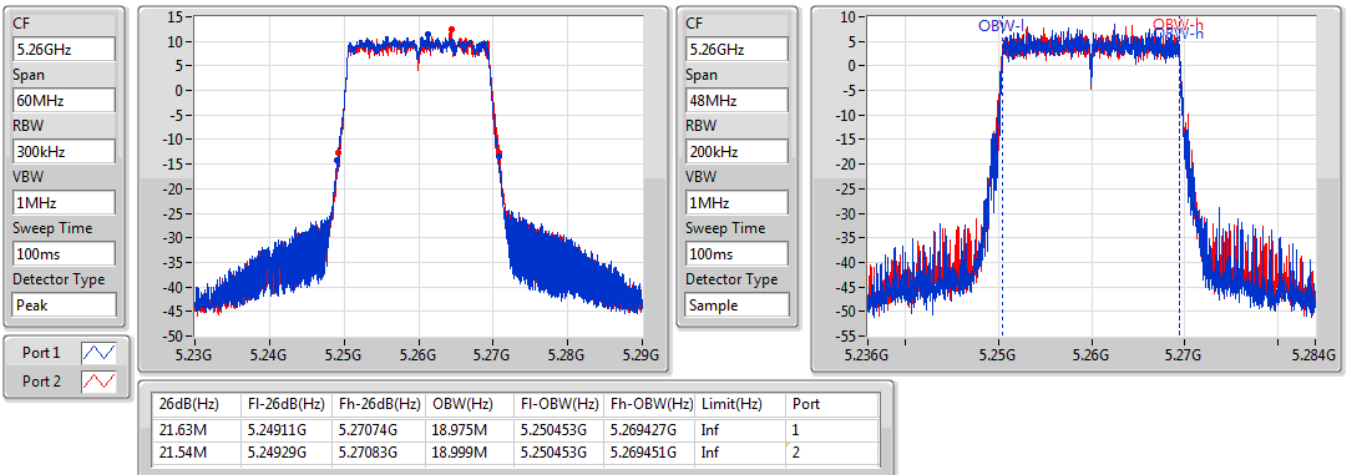 CF
5.26GHz
Span
60MHz
RBW
300kHz
VBW
1MHz
Sweep Time
100ms
Detector Type
Peak
Port 1
Port 2
15
10
5
0
-5
-10
-15
-20
-25
-30
-35
-40
-45
-50
5.23G 5.24G 5.25G 5.26G 5.27G 5.28G 5.29G
CF
5.26GHz
Span
48MHz
RBW
200kHz
VBW
1MHz
Sweep Time
100ms
Detector Type
Sample
10
5
0
-5
-10
-15
-20
-25
-30
-35
-40
-45
-50
-55
OBW-l OBW-h
OBW-h
5.236G 5.25G 5.26G 5.27G 5.284G
26dB(Hz) Fl-26dB(Hz) Fh-26dB(Hz) OBW(Hz) Fl-OBW(Hz) Fh-OBW(Hz) Limit(Hz) Port
21.63M 5.24911G 5.27074G 18.975M 5.250453G 5.269427G Inf 1
21.54M 5.24929G 5.27083G 18.999M 5.250453G 5.269451G Inf 2